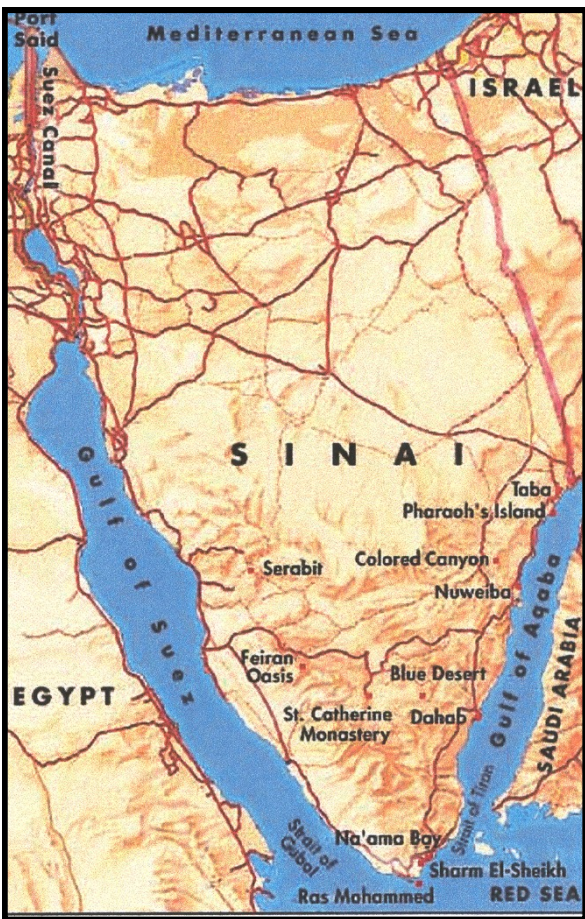 Port
Said
Mediterranean Sea
Suez Canal
ISRAEL
SINAI
Gulf of Suez
Taba
Pharaoh's Island
Serabit
Colored Canyon
Nuweiba
Gulf of Aqaba
SAUDI ARABIA
Feiran
Oasis
Blue Desert
EGYPT
St. Catherine
Monastery
Dahab
Strait of Tiran
Strait of
Gubal
Na'ama Bay
Sharm El-Sheikh
Ras Mohammed
RED SEA